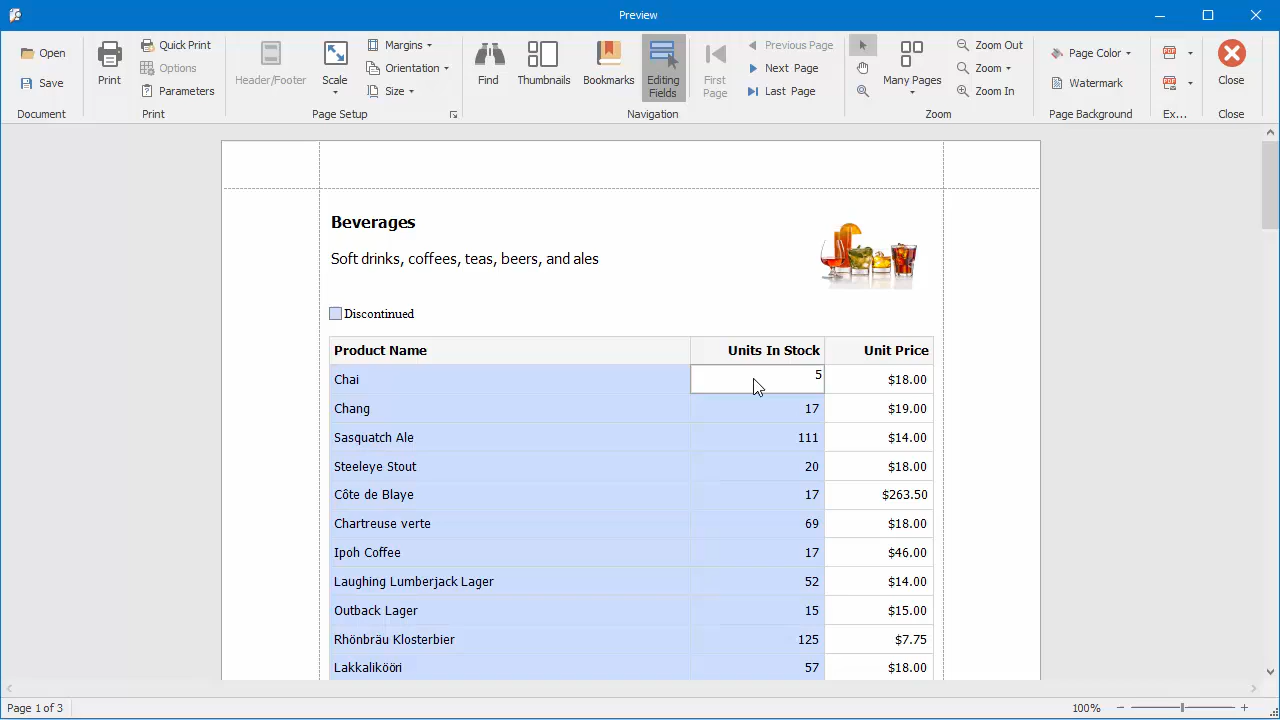 Preview
Open
Save
Document
Print
Quick Print
Options
Parameters
Print
Header/Footer
Scale
Margins
Orientation
Size
Page Setup
Find
Thumbnails
Bookmarks
Editing Fields
First Page
Previous Page
Next Page
Last Page
Navigation
Many Pages
Zoom Out
Zoom
Zoom In
Zoom
Page Color
Watermark
Page Background
PDF
PDF
Ex...
Close
Close
Beverages
Soft drinks, coffees, teas, beers, and ales
Discontinued
Product Name Units In Stock Unit Price
Chai 5 $18.00
Chang 17 $19.00
Sasquatch Ale 111 $14.00
Steeleye Stout 20 $18.00
Côte de Blaye 17 $263.50
Chartreuse verte 69 $18.00
Ipoh Coffee 17 $46.00
Laughing Lumberjack Lager 52 $14.00
Outback Lager 15 $15.00
Rhönbräu Klosterbier 125 $7.75
Lakkalikööri 57 $18.00
Page 1 of 3 100%